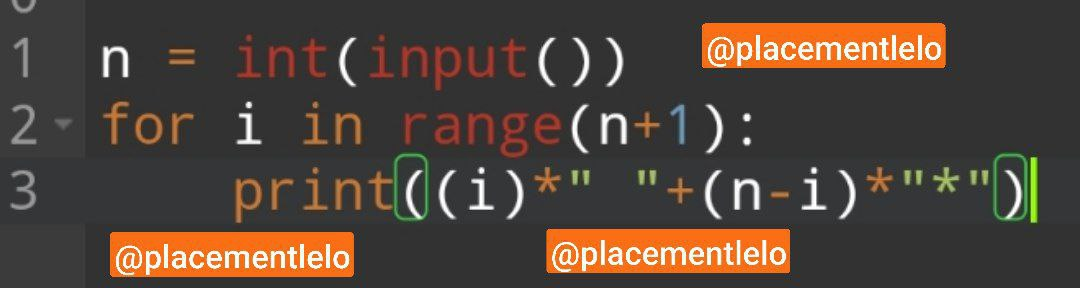 1 n = int(input()) @placementlelo
2 for i in range(n+1):
3 print((i)*" "+(n-i)*"*")
@placementlelo @placementlelo